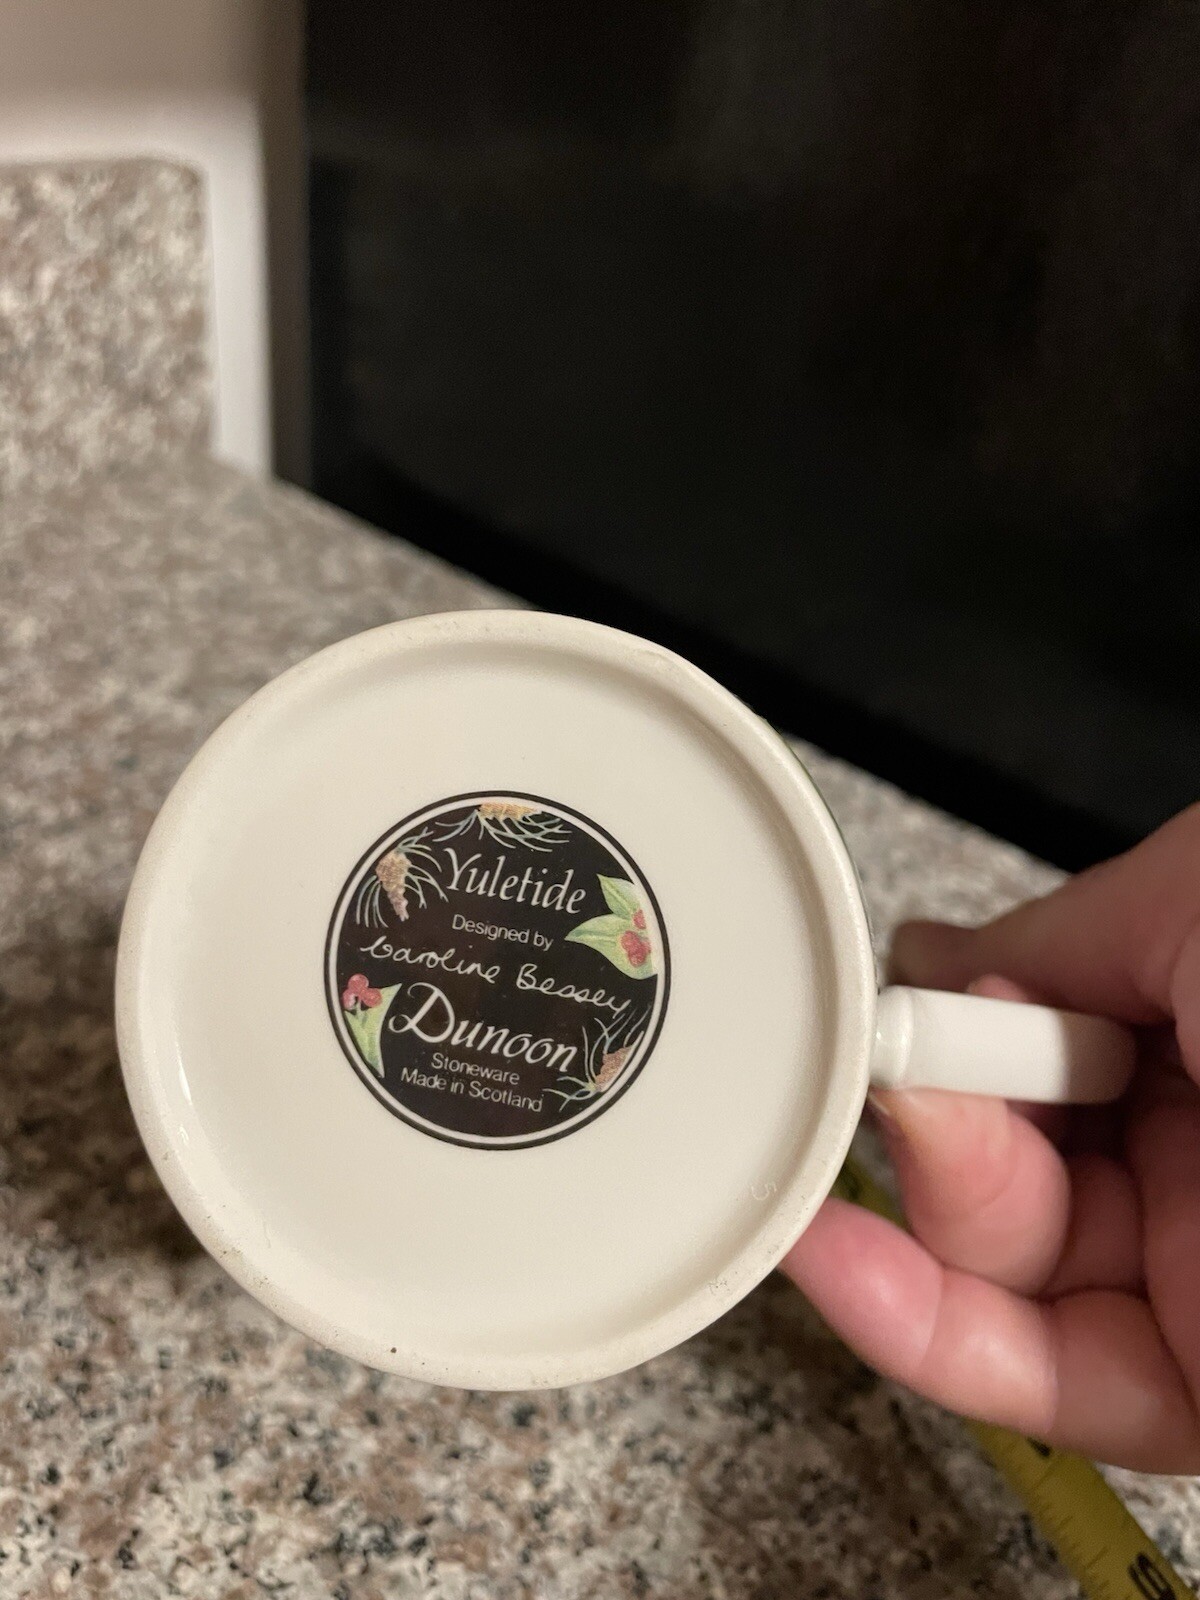 Yuletide
Designed by
Caroline Bessey
Dunoon
Stoneware
Made in Scotland
S